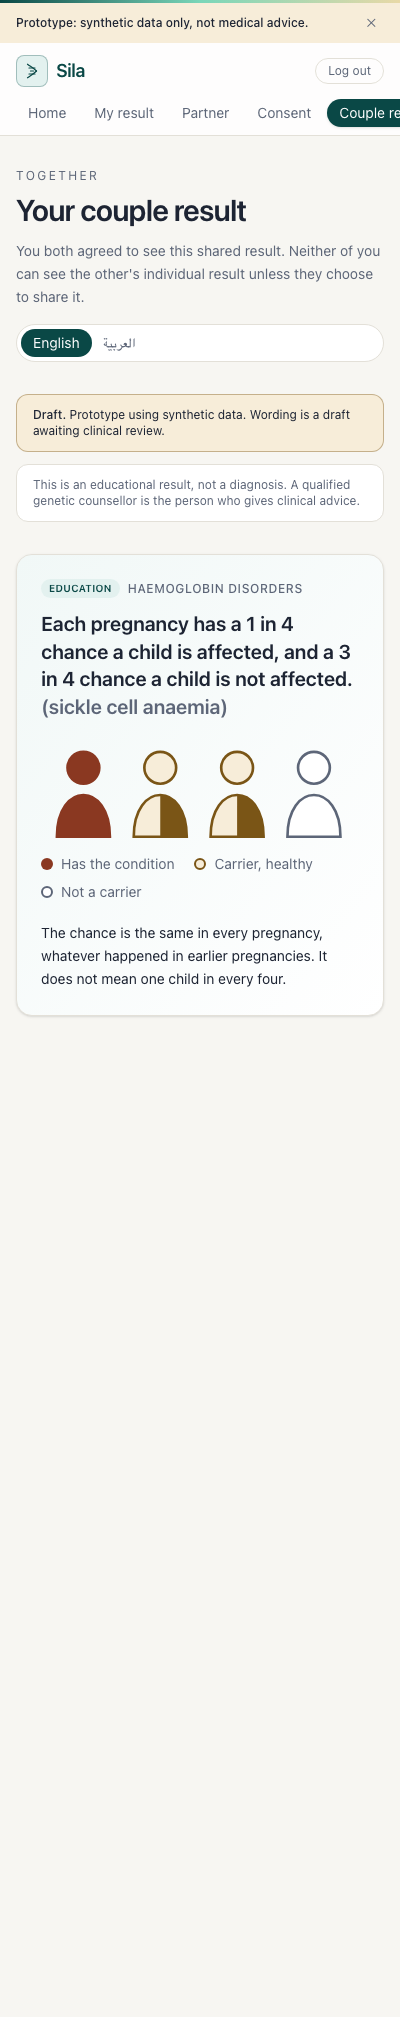 Prototype: synthetic data only, not medical advice.
Sila
Log out
Home My result Partner Consent Couple re
TOGETHER
Your couple result
You both agreed to see this shared result. Neither of you
can see the other's individual result unless they choose
to share it.
English العربية
Draft. Prototype using synthetic data. Wording is a draft
awaiting clinical review.
This is an educational result, not a diagnosis. A qualified
genetic counsellor is the person who gives clinical advice.
EDUCATION HAEMOGLOBIN DISORDERS
Each pregnancy has a 1 in 4
chance a child is affected, and a 3
in 4 chance a child is not affected.
(sickle cell anaemia)
Has the condition Carrier, healthy
Not a carrier
The chance is the same in every pregnancy,
whatever happened in earlier pregnancies. It
does not mean one child in every four.